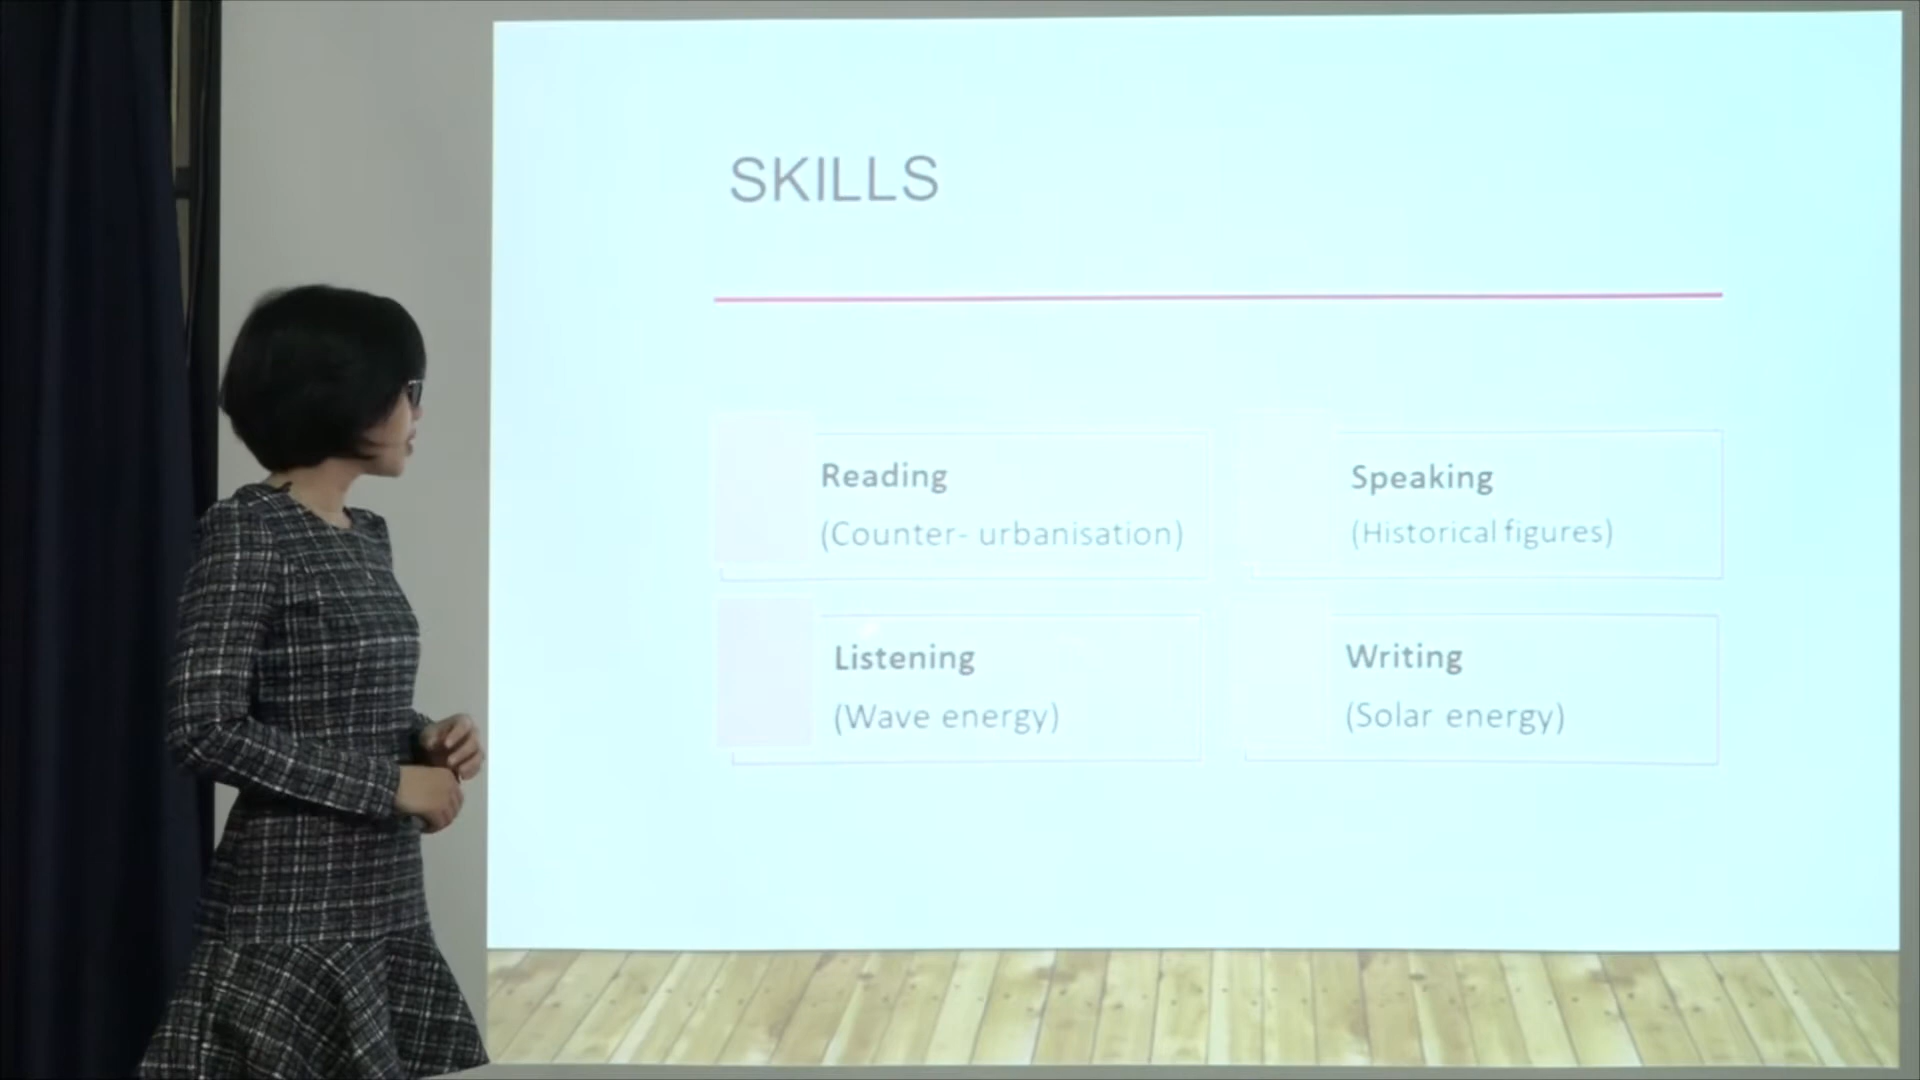 SKILLS
Reading
(Counter- urbanisation)
Speaking
(Historical figures)
Listening
(Wave energy)
Writing
(Solar energy)